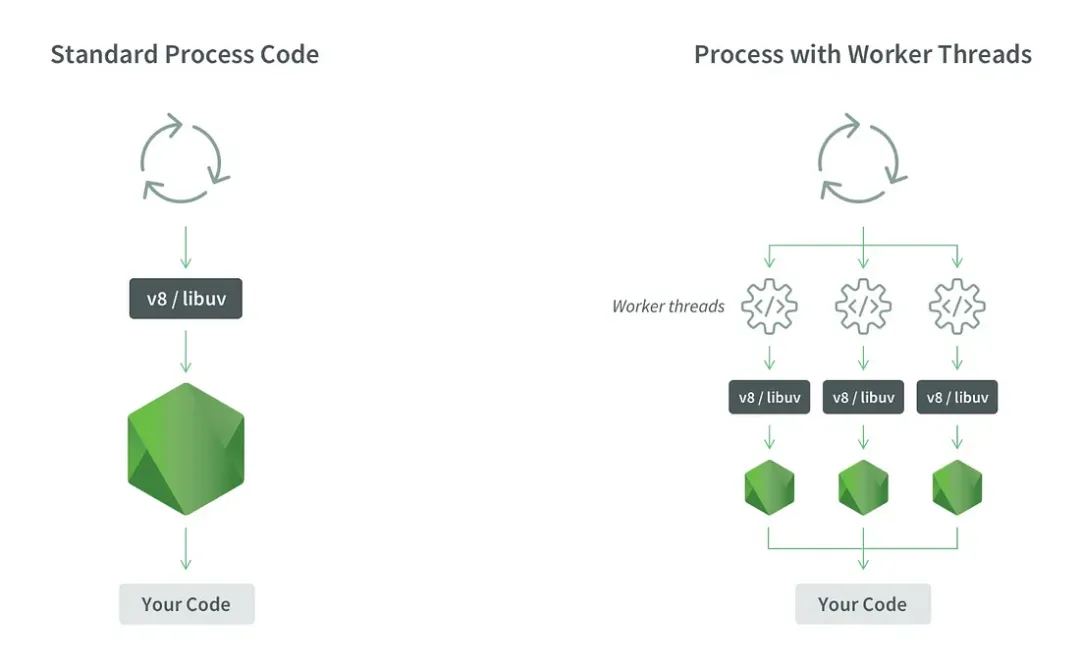 Standard Process Code
v8 / libuv
Your Code
Process with Worker Threads
Worker threads
</>
</>
</>
v8 / libuv
v8 / libuv
v8 / libuv
Your Code